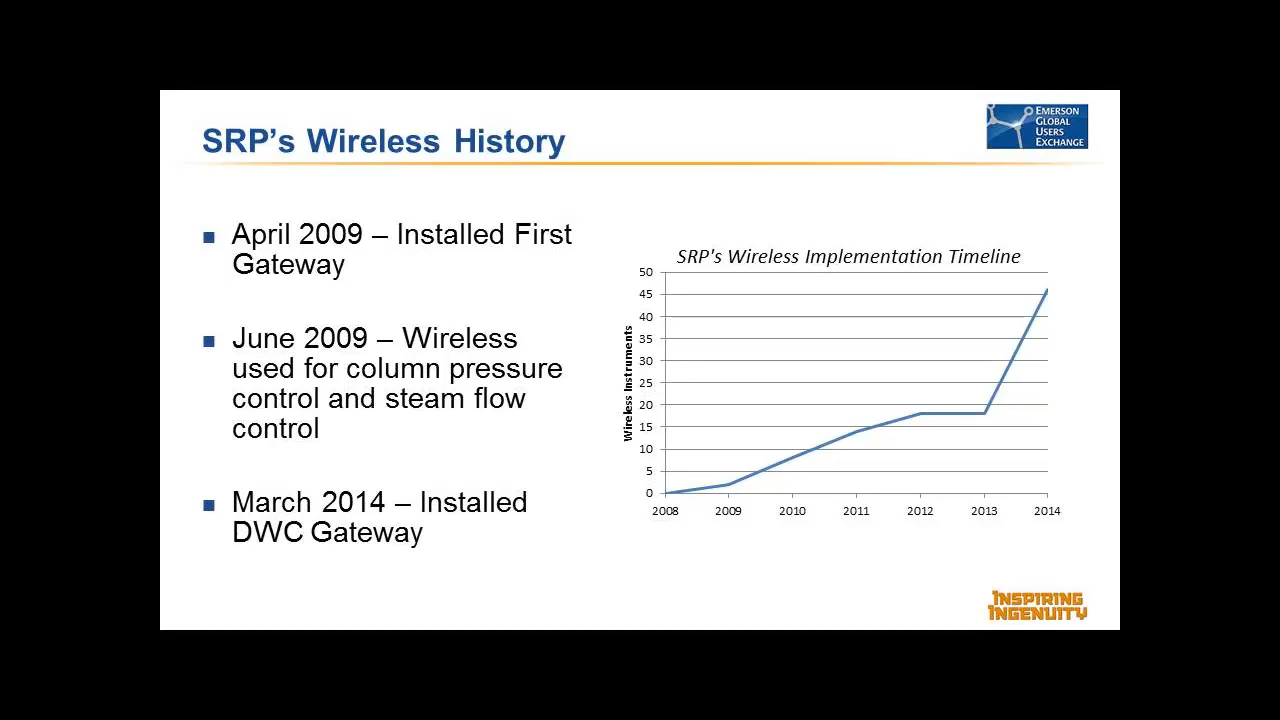 SRP's Wireless History
EMERSON
GLOBAL
USERS
EXCHANGE
April 2009 – Installed First
Gateway
June 2009 – Wireless
used for column pressure
control and steam flow
control
March 2014 – Installed
DWC Gateway
SRP's Wireless Implementation Timeline
Wireless Instruments
50
45
40
35
30
25
20
15
10
5
0
2008 2009 2010 2011 2012 2013 2014
INSPIRING
INGENUITY